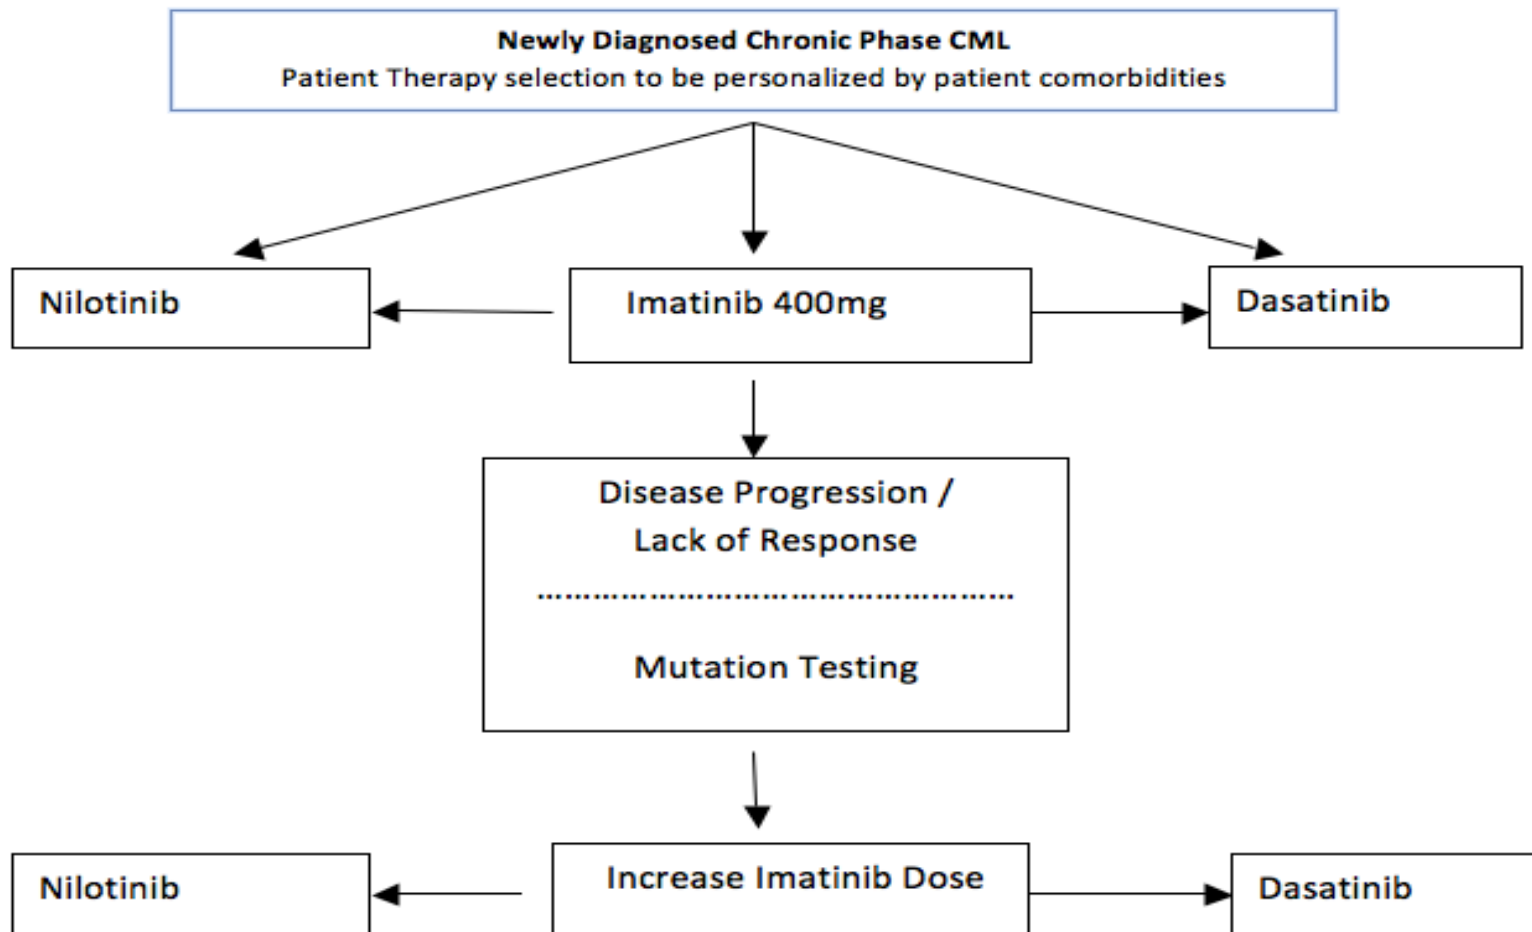 Newly Diagnosed Chronic Phase CML
Patient Therapy selection to be personalized by patient comorbidities
Nilotinib
Imatinib 400mg
Dasatinib
Disease Progression /
Lack of Response
Mutation Testing
Nilotinib
Increase Imatinib Dose
Dasatinib